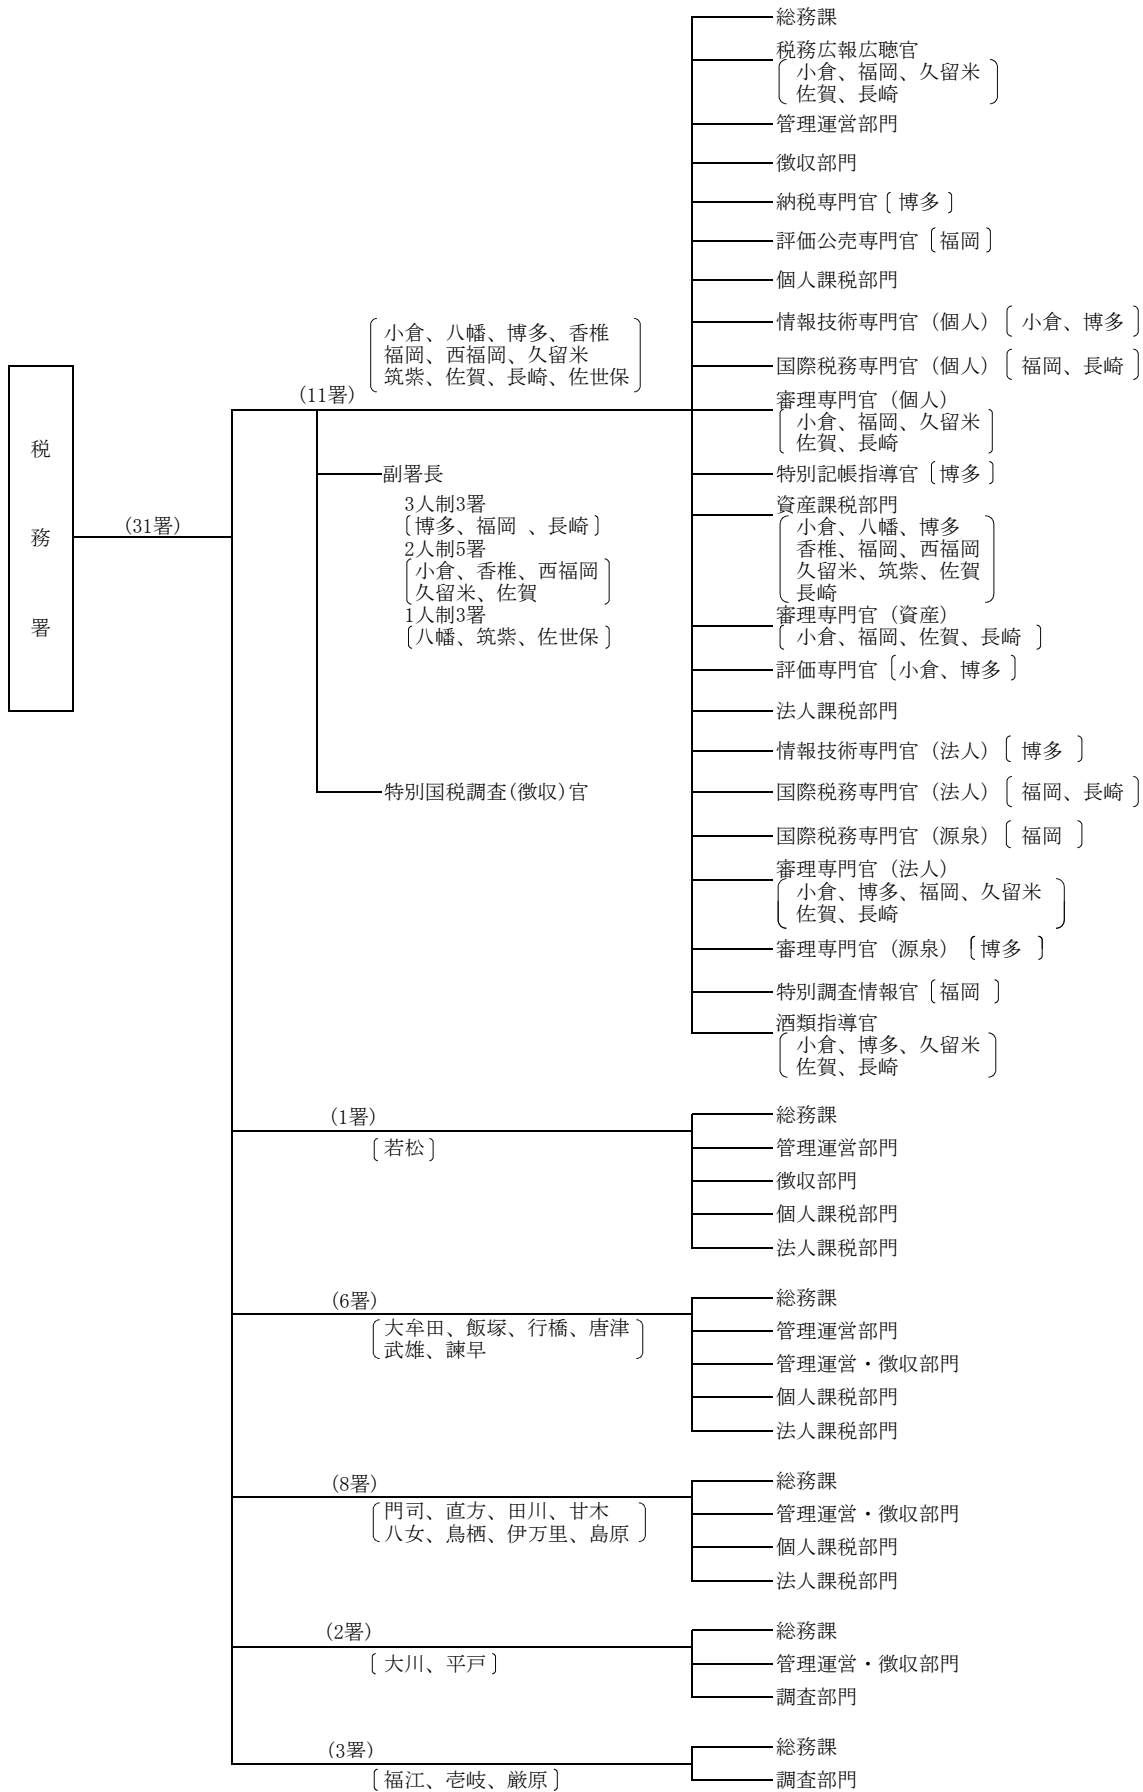 税務署
(31署)
(11署)
小倉、八幡、博多、香椎
福岡、西福岡、久留米
筑紫、佐賀、長崎、佐世保
副署長
3人制3署
〔博多、福岡 、長崎〕
2人制5署
小倉、香椎、西福岡
久留米、佐賀
1人制3署
〔八幡、筑紫、佐世保〕
特別国税調査(徴収)官
総務課
税務広報広聴官
小倉、福岡、久留米
佐賀、長崎
管理運営部門
徴収部門
納税専門官〔 博多 〕
評価公売専門官 〔福岡 〕
個人課税部門
情報技術専門官（個人）〔 小倉、博多〕
国際税務専門官（個人）〔 福岡、長崎〕
審理専門官（個人）
小倉、福岡、久留米
佐賀、長崎
特別記帳指導官〔博多 〕
資産課税部門
小倉、八幡、博多
香椎、福岡、西福岡
久留米、筑紫、佐賀
長崎
審理専門官（資産）
〔 小倉、福岡、佐賀、長崎 〕
評価専門官〔小倉、博多 〕
法人課税部門
情報技術専門官（法人）〔 博多 〕
国際税務専門官（法人）〔 福岡、長崎 〕
国際税務専門官（源泉）〔 福岡 〕
審理専門官（法人）
小倉、博多、福岡、久留米
佐賀、長崎
審理専門官（源泉）〔博多 〕
特別調査情報官〔福岡 〕
酒類指導官
小倉、博多、久留米
佐賀、長崎
(1署)
〔若松〕
総務課
管理運営部門
徴収部門
個人課税部門
法人課税部門
(6署)
大牟田、飯塚、行橋、唐津
武雄、諫早
総務課
管理運営部門
管理運営・徴収部門
個人課税部門
法人課税部門
(8署)
門司、直方、田川、甘木
八女、鳥栖、伊万里、島原
総務課
管理運営・徴収部門
個人課税部門
法人課税部門
(2署)
〔 大川、平戸〕
総務課
管理運営・徴収部門
調査部門
(3署)
〔福江、壱岐、厳原〕
総務課
調査部門